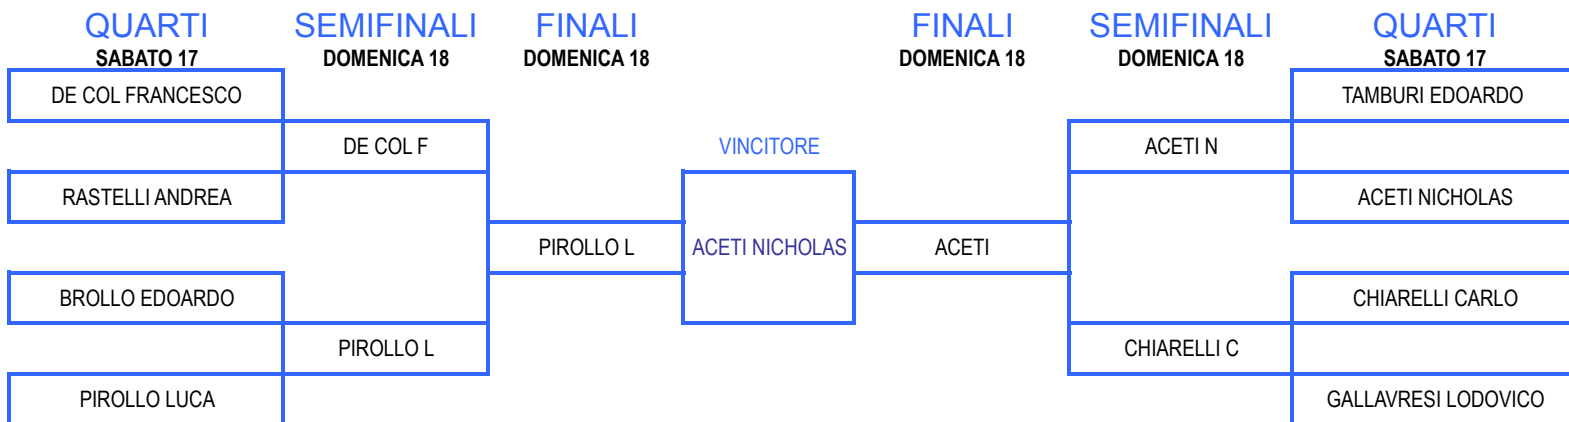 QUARTI SEMIFINALI FINALI FINALI SEMIFINALI QUARTI
SABATO 17 DOMENICA 18 DOMENICA 18 DOMENICA 18 DOMENICA 18 SABATO 17
DE COL FRANCESCO TAMBURI EDOARDO
DE COL F VINCITORE ACETI N
RASTELLI ANDREA ACETI NICHOLAS
PIROLLO L ACETI NICHOLAS ACETI
BROLLO EDOARDO CHIARELLI CARLO
PIROLLO L CHIARELLI C
PIROLLO LUCA GALLAVRESI LODOVICO